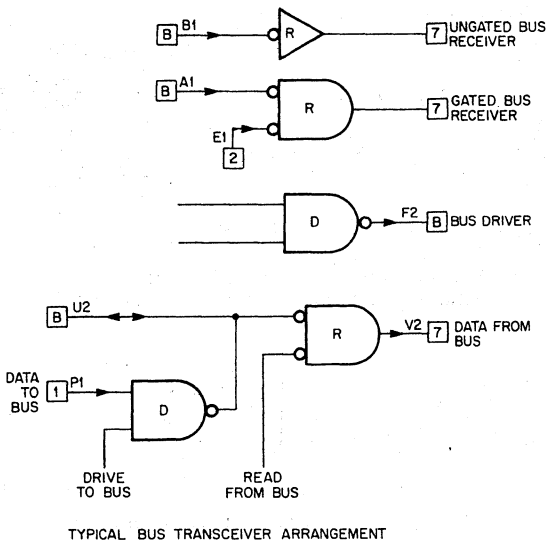 B B1 R 7 UNGATED BUS
RECEIVER
B A1 R 7 GATED BUS
RECEIVER
E1
2
D F2 B BUS DRIVER
B U2 R V2 7 DATA FROM
BUS
DATA
TO
BUS
1 P1 D
DRIVE
TO BUS
READ
FROM BUS
TYPICAL BUS TRANSCEIVER ARRANGEMENT